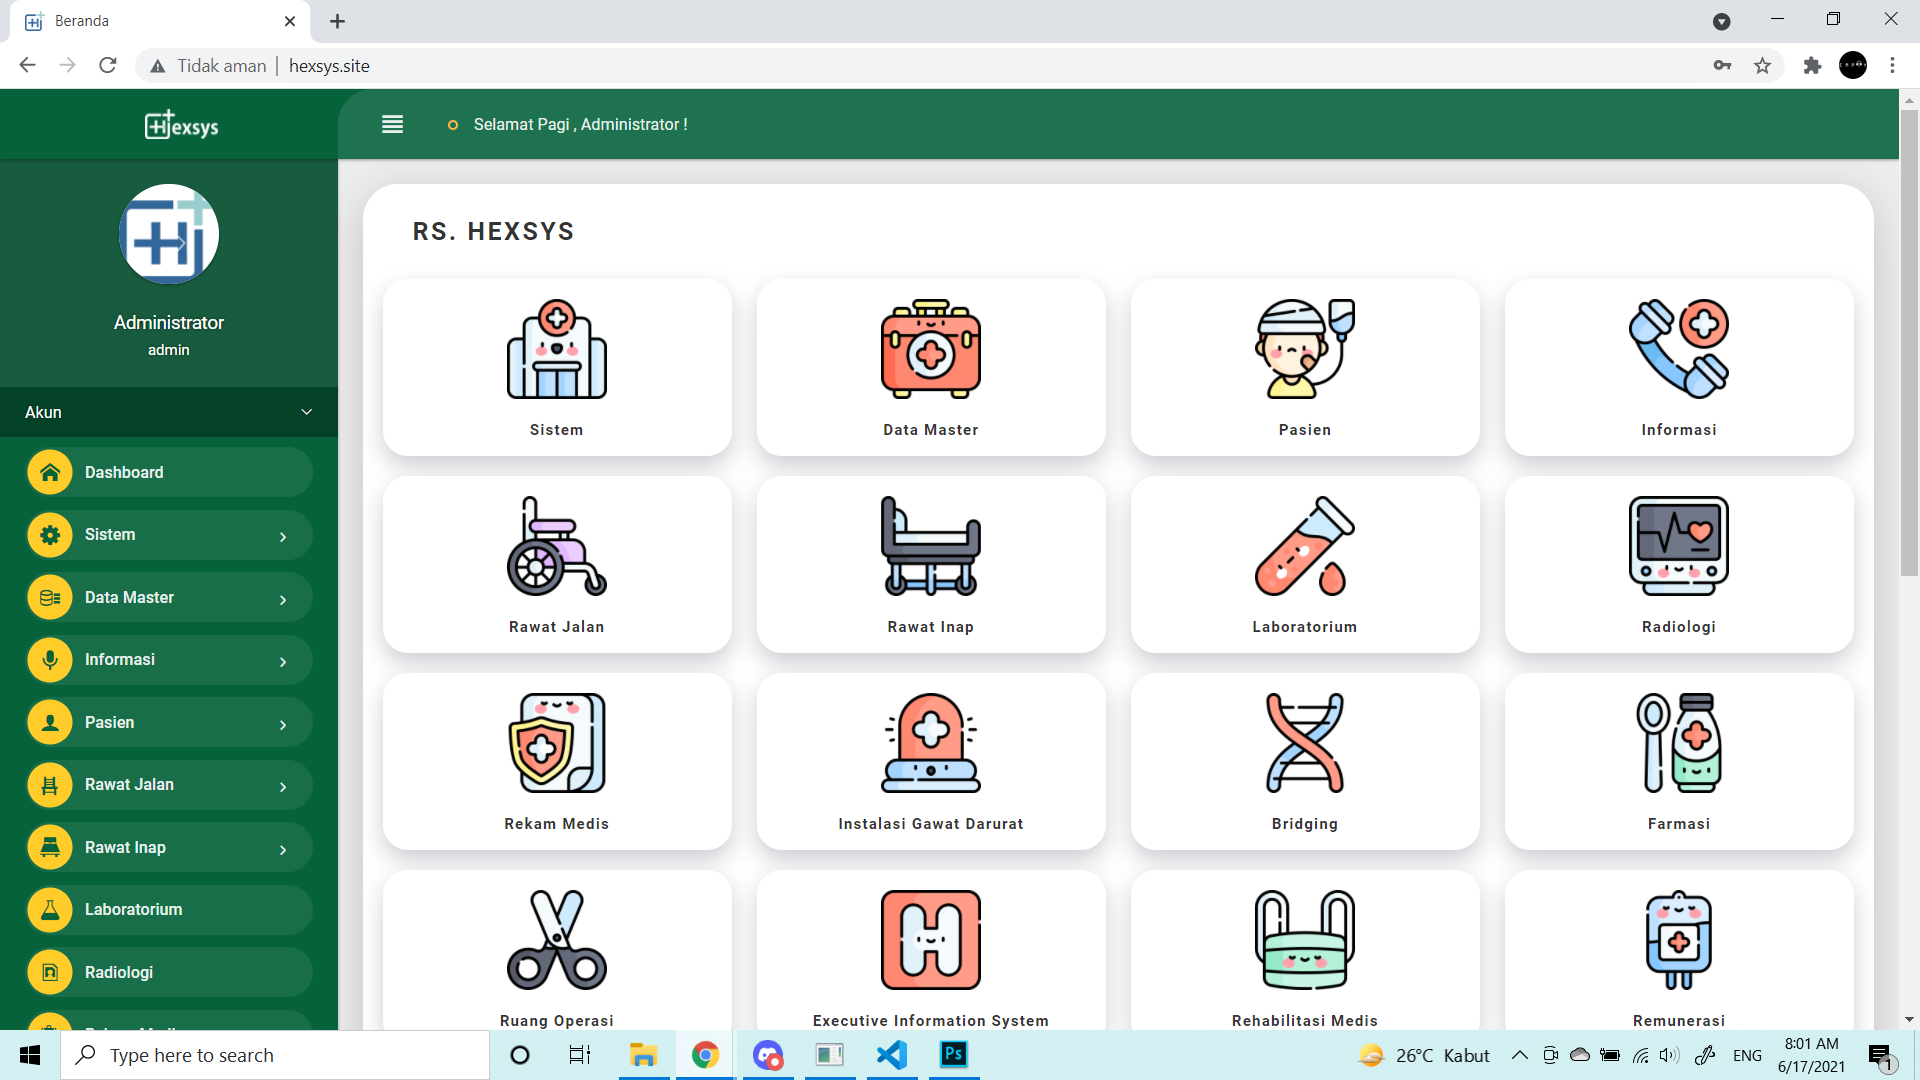 Beranda
Tidak aman | hexsys.site
Hexsys
Selamat Pagi , Administrator !
Administrator
admin
Akun
Dashboard
Sistem
Data Master
Informasi
Pasien
Rawat Jalan
Rawat Inap
Laboratorium
Radiologi
RS. HEXSYS
Sistem
Data Master
Pasien
Informasi
Rawat Jalan
Rawat Inap
Laboratorium
Radiologi
Rekam Medis
Instalasi Gawat Darurat
Bridging
Farmasi
Ruang Operasi
Executive Information System
Rehabilitasi Medis
Remunerasi
Type here to search
Ps
26°C Kabut
ENG
8:01 AM
6/17/2021
1